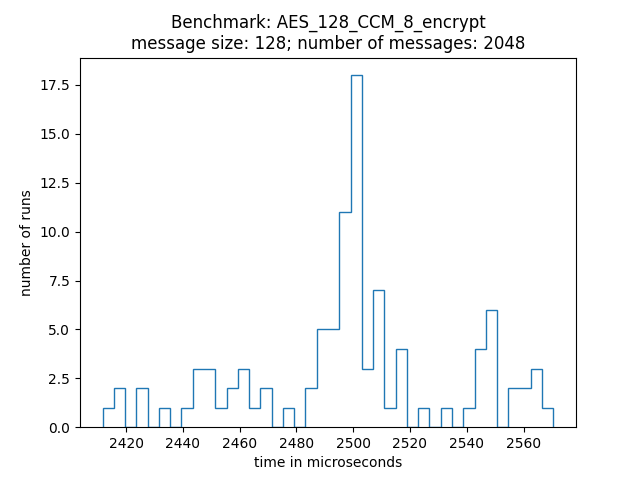 Benchmark: AES_128_CCM_8_encrypt
message size: 128; number of messages: 2048
17.5
15.0
12.5
10.0
7.5
5.0
2.5
0.0
number of runs
2420 2440 2460 2480 2500 2520 2540 2560
time in microseconds